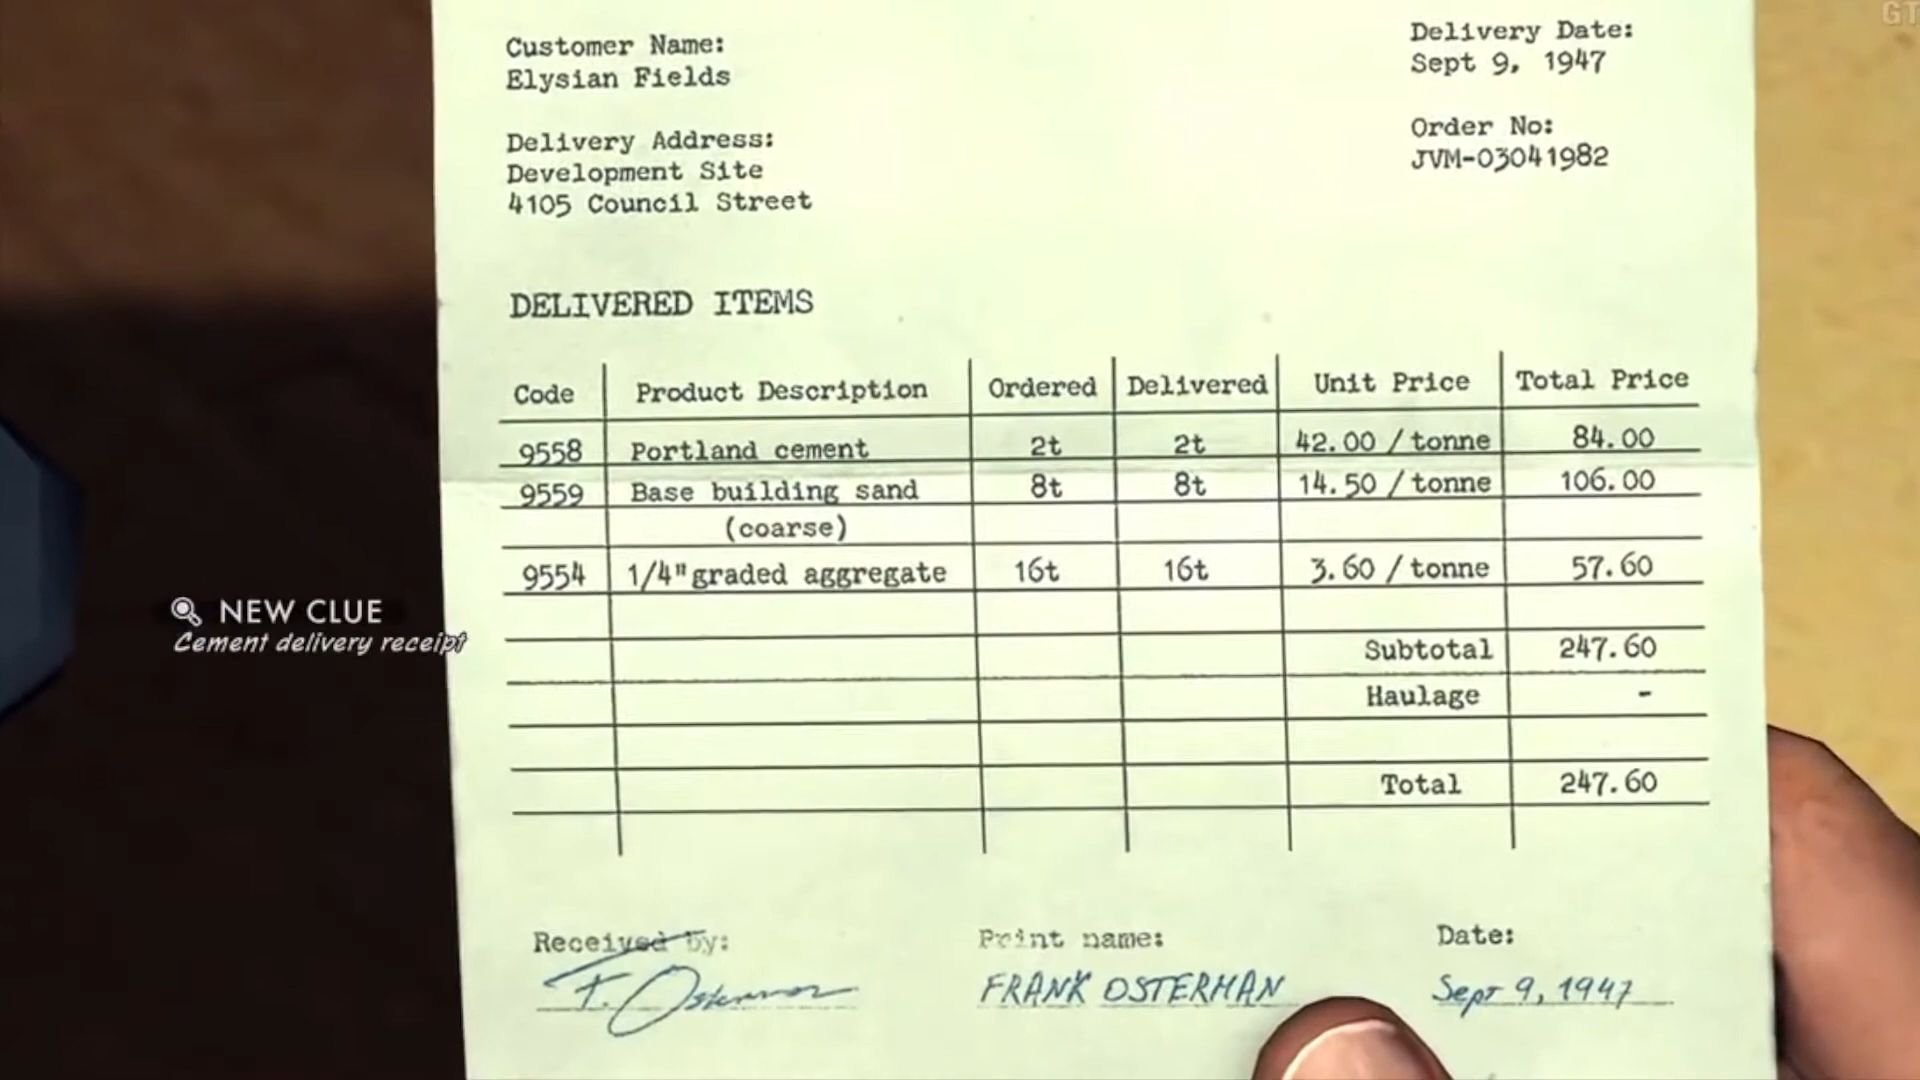 GT
Customer Name:
Elysian Fields
Delivery Date:
Sept 9, 1947
Delivery Address:
Development Site
4105 Council Street
Order No:
JVM-03041982
DELIVERED ITEMS
Code Product Description Ordered Delivered Unit Price Total Price
9558 Portland cement 2t 2t 42.00 / tonne 84.00
9559 Base building sand 8t 8t 14.50 / tonne 106.00
(coarse)
9554 1/4" graded aggregate 16t 16t 3.60 / tonne 57.60
Subtotal 247.60
Haulage -
Total 247.60
NEW CLUE
Cement delivery receipt
Received by: Print name: Date:
F. Osterman FRANK OSTERMAN Sept 9, 1947